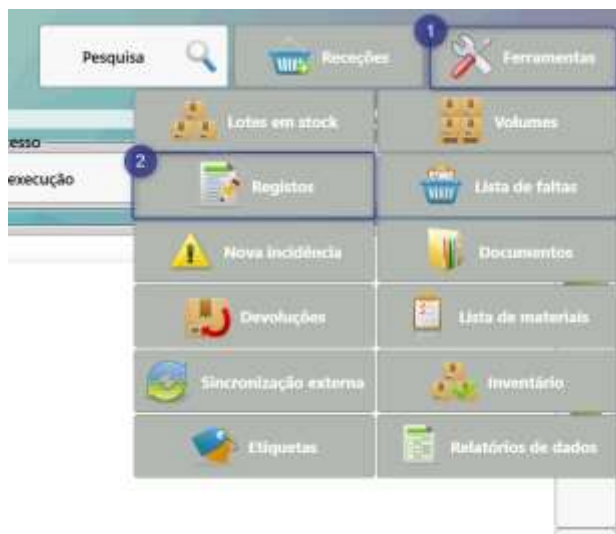 1
Pesquisa Receções Ferramentas
Lotes em stock Volumes
esso
2
execução Registos Lista de faltas
Nova incidência Documentos
Devoluções Lista de materiais
Sincronização externa Inventário
Etiquetas Relatórios de dados